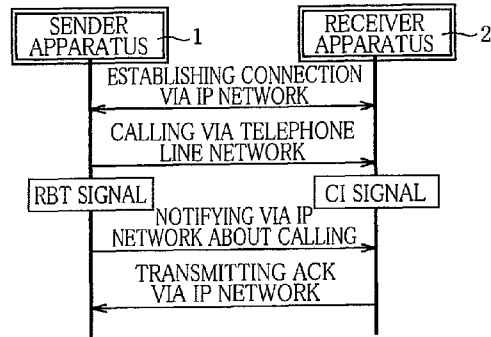 SENDER
APPARATUS
1
RECEIVER
APPARATUS
2
ESTABLISHING CONNECTION
VIA IP NETWORK
CALLING VIA TELEPHONE
LINE NETWORK
RBT SIGNAL
CI SIGNAL
NOTIFYING VIA IP
NETWORK ABOUT CALLING
TRANSMITTING ACK
VIA IP NETWORK